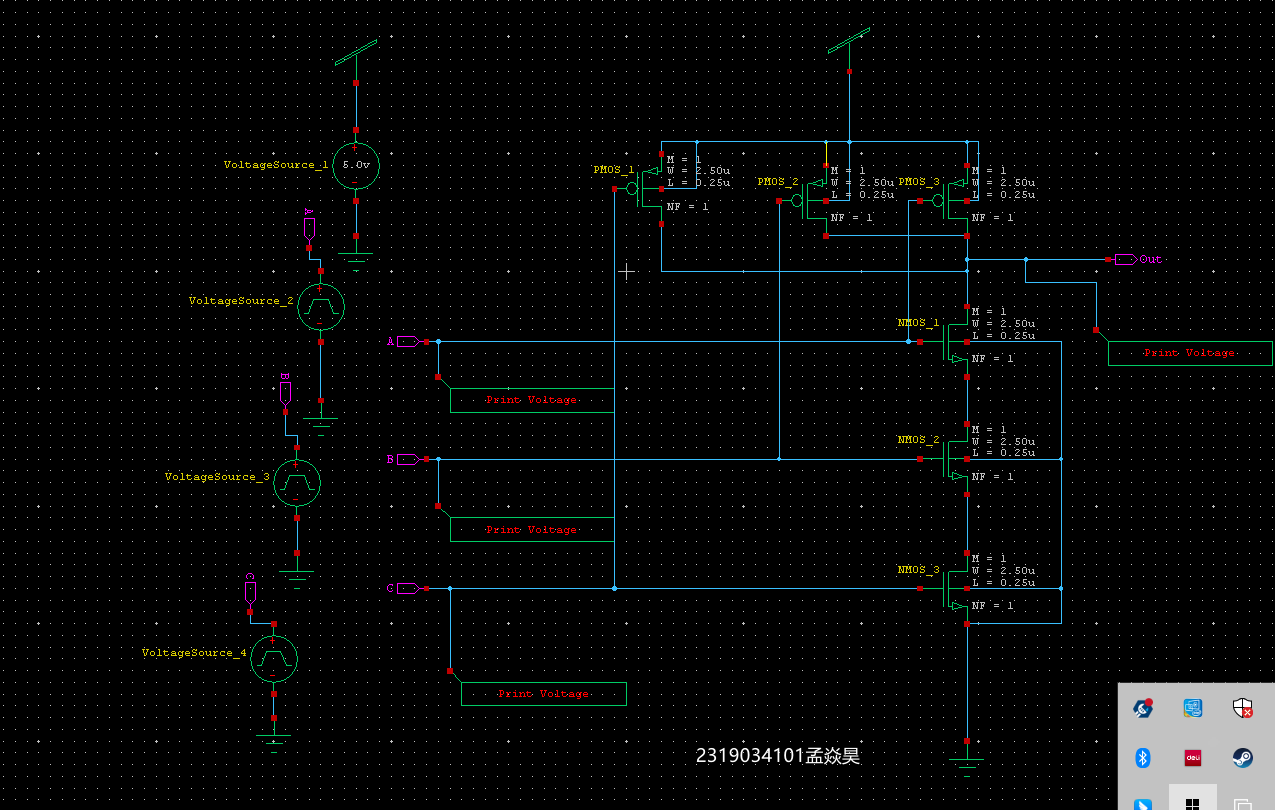 VoltageSource_1
5.0v
A
VoltageSource_2
B
VoltageSource_3
C
VoltageSource_4
PMOS_1
M = 1
W = 2.50u
L = 0.25u
NF = 1
PMOS_2
M = 1
W = 2.50u
L = 0.25u
NF = 1
PMOS_3
M = 1
W = 2.50u
L = 0.25u
NF = 1
Out
Print Voltage
A
Print Voltage
NMOS_1
M = 1
W = 2.50u
L = 0.25u
NF = 1
B
Print Voltage
NMOS_2
M = 1
W = 2.50u
L = 0.25u
NF = 1
C
Print Voltage
NMOS_3
M = 1
W = 2.50u
L = 0.25u
NF = 1
2319034101孟焱昊
deli